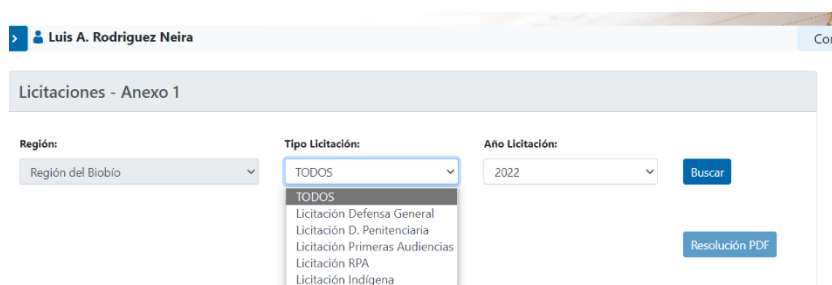 Luis A. Rodriguez Neira
Licitaciones - Anexo 1
Región: Tipo Licitación: Año Licitación:
Región del Biobío TODOS 2022 Buscar
TODOS
Licitación Defensa General
Licitación D. Penitenciaria
Licitación Primeras Audiencias
Resolución PDF
Licitación RPA
Licitación Indígena